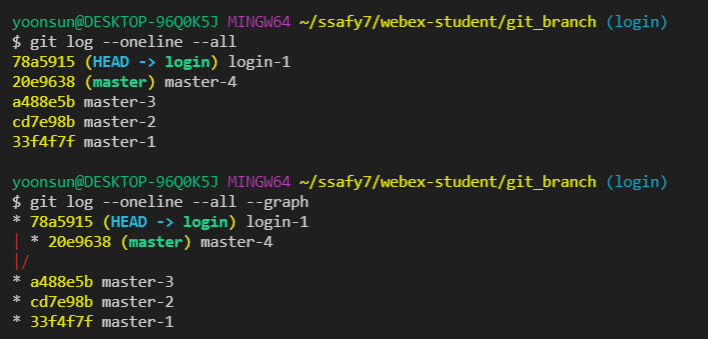 yoonsun@DESKTOP-96Q0K5J MINGW64 ~/ssafy7/webex-student/git_branch (login)
$ git log --oneline --all
78a5915 (HEAD -> login) login-1
20e9638 (master) master-4
a488e5b master-3
cd7e98b master-2
33f4f7f master-1

yoonsun@DESKTOP-96Q0K5J MINGW64 ~/ssafy7/webex-student/git_branch (login)
$ git log --oneline --all --graph
* 78a5915 (HEAD -> login) login-1
| * 20e9638 (master) master-4
|/
* a488e5b master-3
* cd7e98b master-2
* 33f4f7f master-1